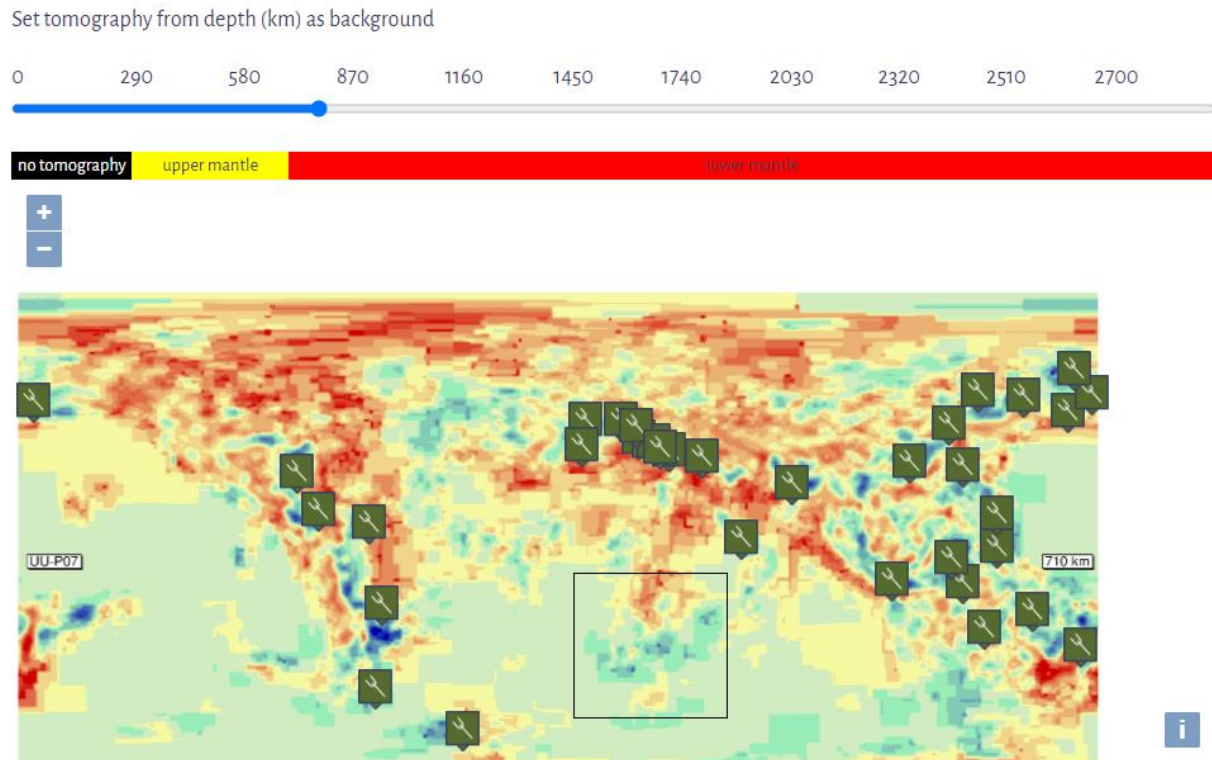 Set tomography from depth (km) as background
0 290 580 870 1160 1450 1740 2030 2320 2510 2700
no tomography upper mantle lower mantle
+
−
UU-P07 710 km
i